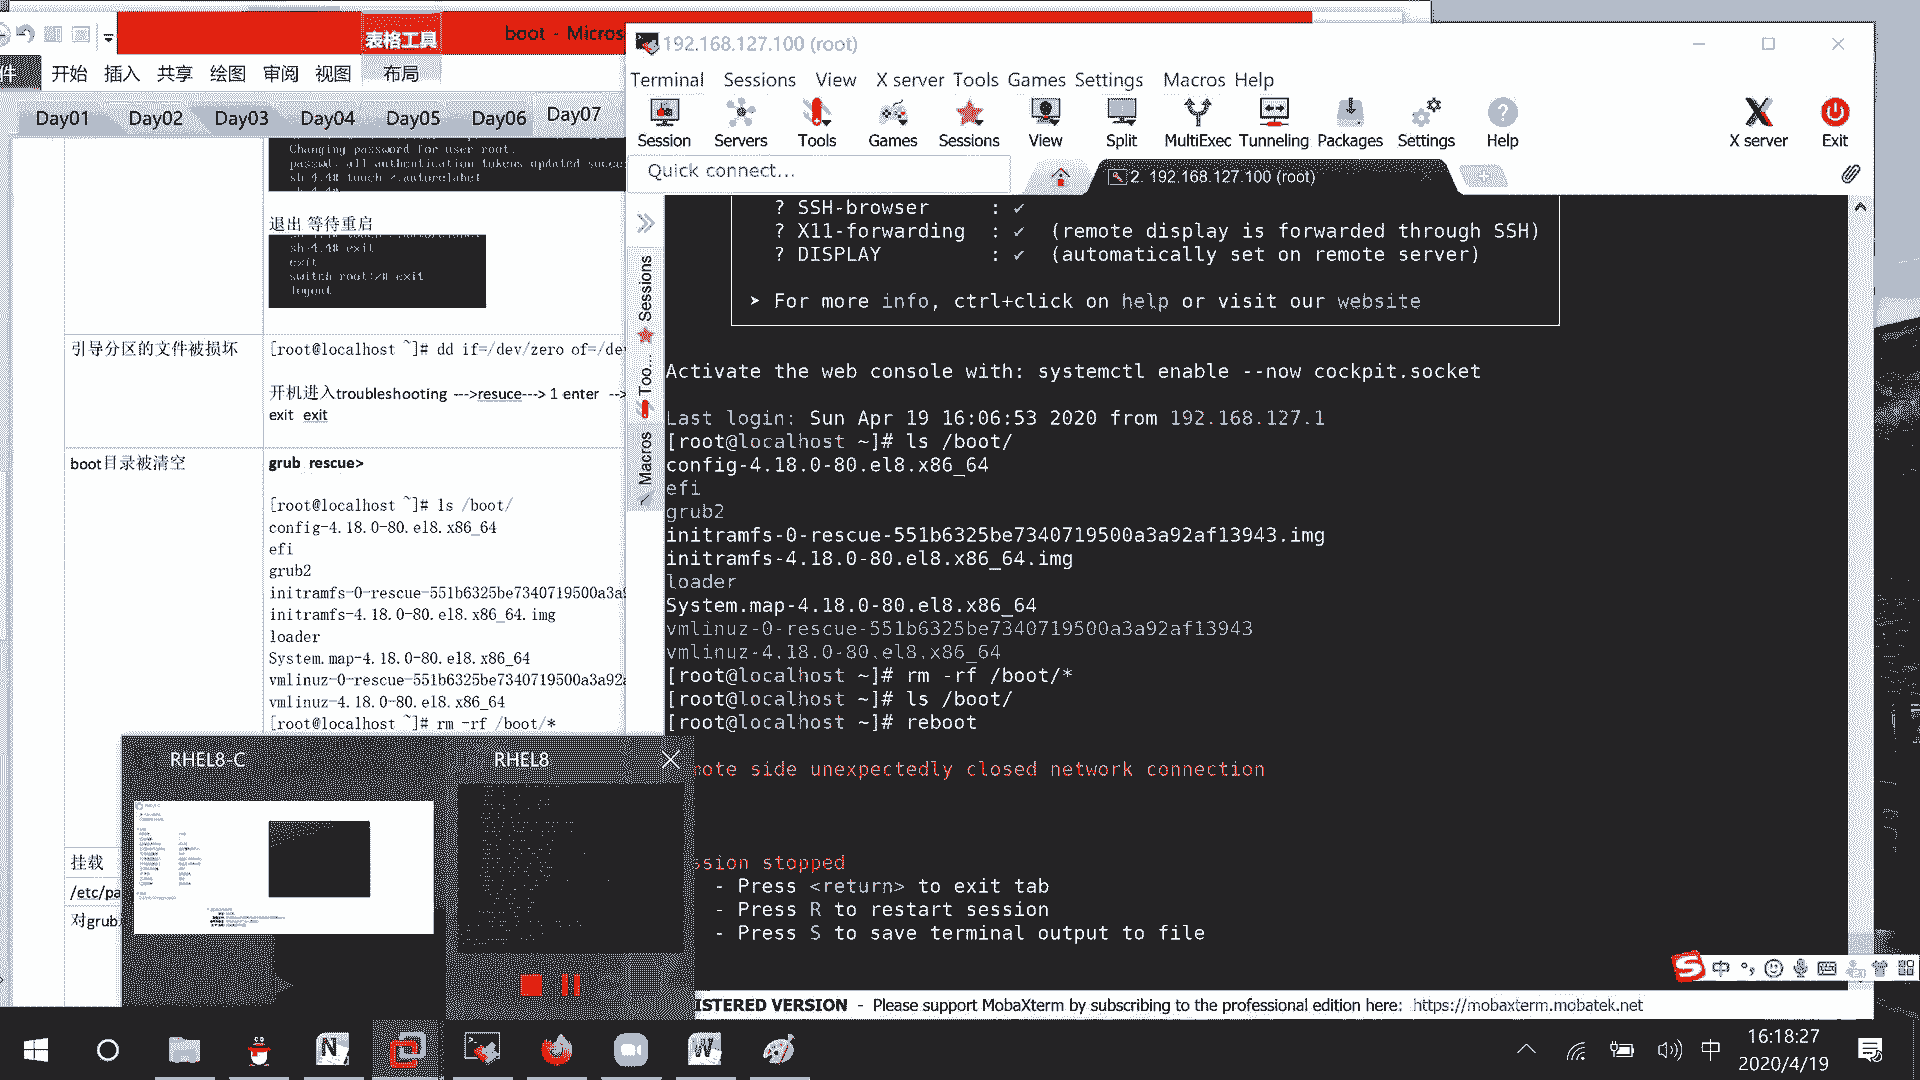 表格工具
boot - Micros
件
开始 插入 共享 绘图 审阅 视图 布局
Day01 Day02 Day03 Day04 Day05 Day06 Day07
Changing password for user root.
passwd: all authentication tokens updated succe
退出 等待重启
sh-4.4# exit
exit
switch_root:/# exit
logout
引导分区的文件被损坏
[root@localhost ~]# dd if=/dev/zero of=/de
开机进入troubleshooting --->resuce---> 1 enter -->
exit exit
boot目录被清空
grub rescue>
[root@localhost ~]# ls /boot/
config-4.18.0-80.el8.x86_64
efi
grub2
initramfs-0-rescue-551b6325be7340719500a3a
initramfs-4.18.0-80.el8.x86_64.img
loader
System.map-4.18.0-80.el8.x86_64
vmlinuz-0-rescue-551b6325be7340719500a3a92
vmlinuz-4.18.0-80.el8.x86_64
[root@localhost ~]# rm -rf /boot/*
挂载
/etc/pa
对grub
RHEL8-C
RHEL8
192.168.127.100 (root)
Terminal Sessions View X server Tools Games Settings Macros Help
Session Servers Tools Games Sessions View Split MultiExec Tunneling Packages Settings Help X server Exit
Quick connect...
2. 192.168.127.100 (root)
Sessions
Too...
Macros
? SSH-browser : ✔
? X11-forwarding : ✔ (remote display is forwarded through SSH)
? DISPLAY : ✔ (automatically set on remote server)
➤ For more info, ctrl+click on help or visit our website
Activate the web console with: systemctl enable --now cockpit.socket
Last login: Sun Apr 19 16:06:53 2020 from 192.168.127.1
[root@localhost ~]# ls /boot/
config-4.18.0-80.el8.x86_64
efi
grub2
initramfs-0-rescue-551b6325be7340719500a3a92af13943.img
initramfs-4.18.0-80.el8.x86_64.img
loader
System.map-4.18.0-80.el8.x86_64
vmlinuz-0-rescue-551b6325be7340719500a3a92af13943
vmlinuz-4.18.0-80.el8.x86_64
[root@localhost ~]# rm -rf /boot/*
[root@localhost ~]# ls /boot/
[root@localhost ~]# reboot
mote side unexpectedly closed network connection
ssion stopped
- Press <return> to exit tab
- Press R to restart session
- Press S to save terminal output to file
ISTERED VERSION - Please support MobaXterm by subscribing to the professional edition here: https://mobaxterm.mobatek.net
中
中
16:18:27
2020/4/19